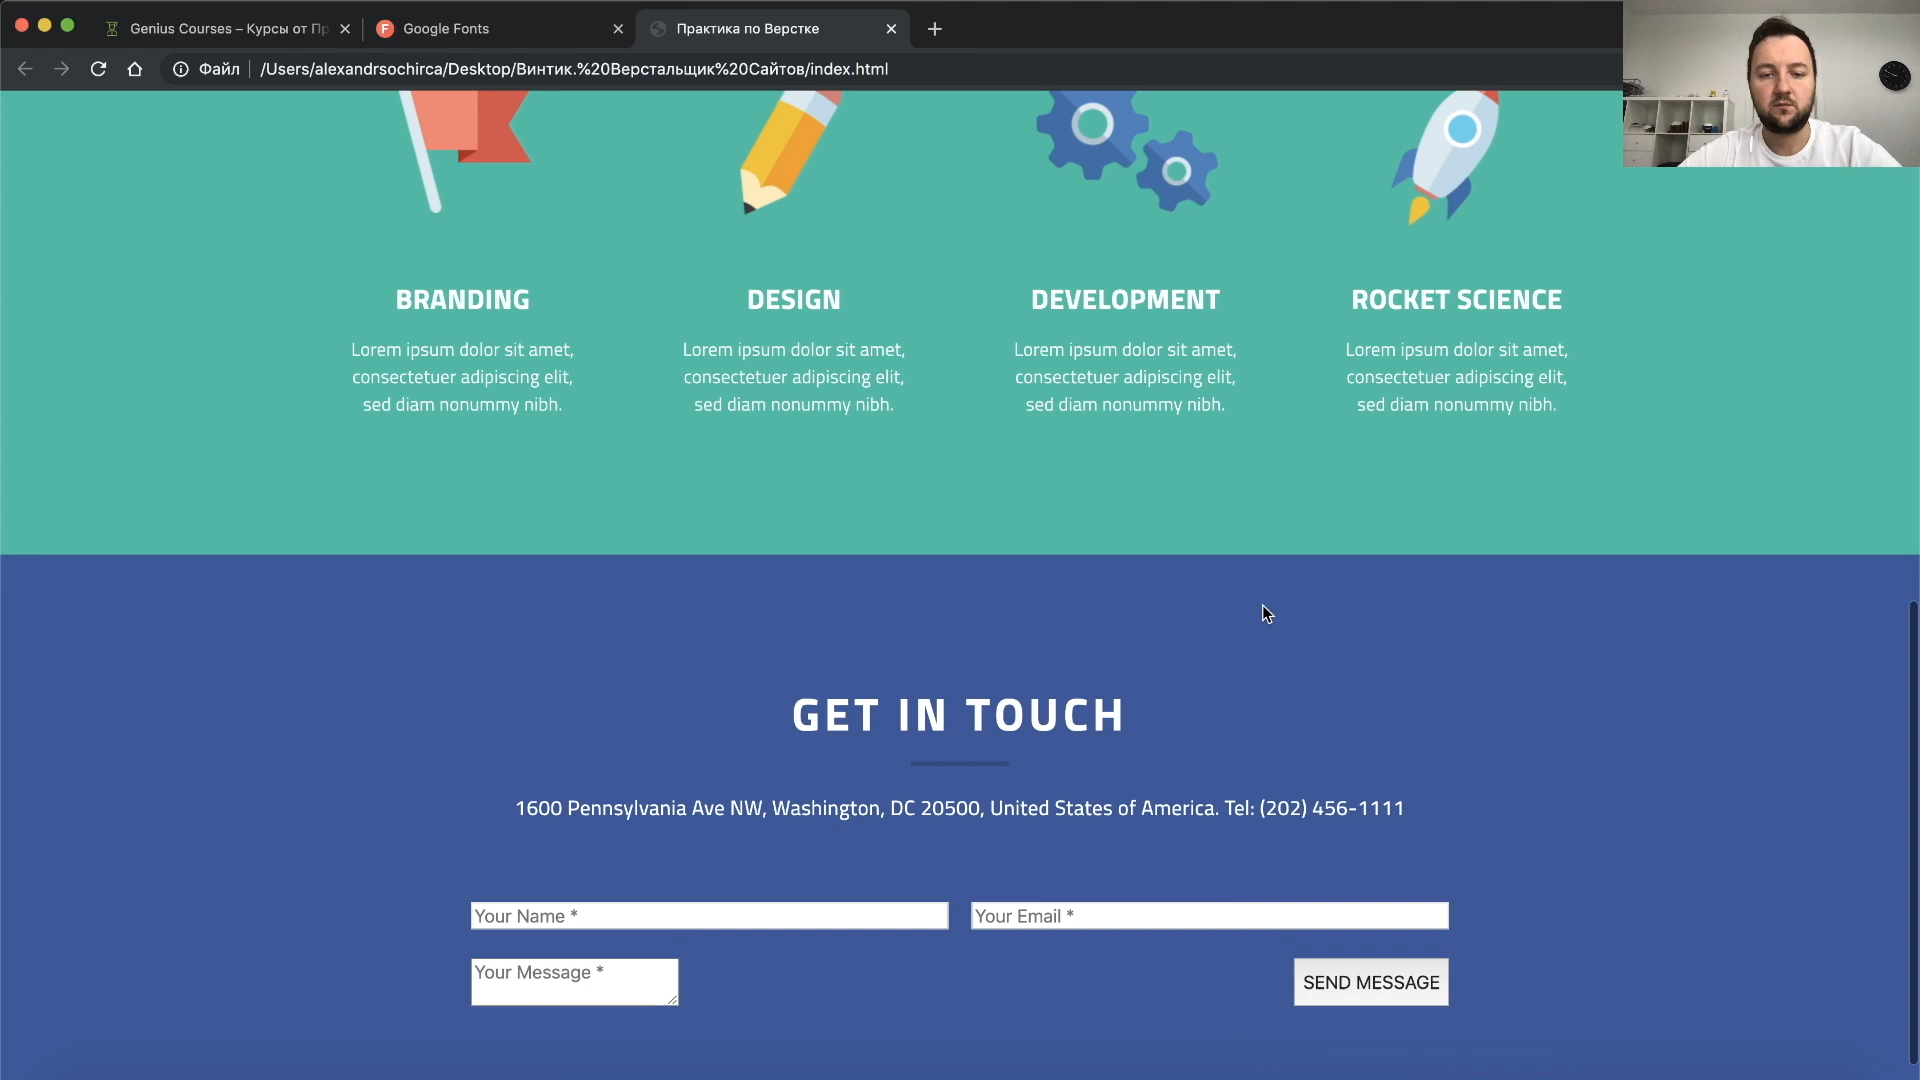 Genius Courses – Курсы от Пр
Google Fonts
Практика по Верстке
Файл
/Users/alexandrsochirca/Desktop/Винтик.%20Верстальщик%20Сайтов/index.html
BRANDING
DESIGN
DEVELOPMENT
ROCKET SCIENCE
Lorem ipsum dolor sit amet,
consectetuer adipiscing elit,
sed diam nonummy nibh.
Lorem ipsum dolor sit amet,
consectetuer adipiscing elit,
sed diam nonummy nibh.
Lorem ipsum dolor sit amet,
consectetuer adipiscing elit,
sed diam nonummy nibh.
Lorem ipsum dolor sit amet,
consectetuer adipiscing elit,
sed diam nonummy nibh.
GET IN TOUCH
1600 Pennsylvania Ave NW, Washington, DC 20500, United States of America. Tel: (202) 456-1111
Your Name *
Your Email *
Your Message *
SEND MESSAGE